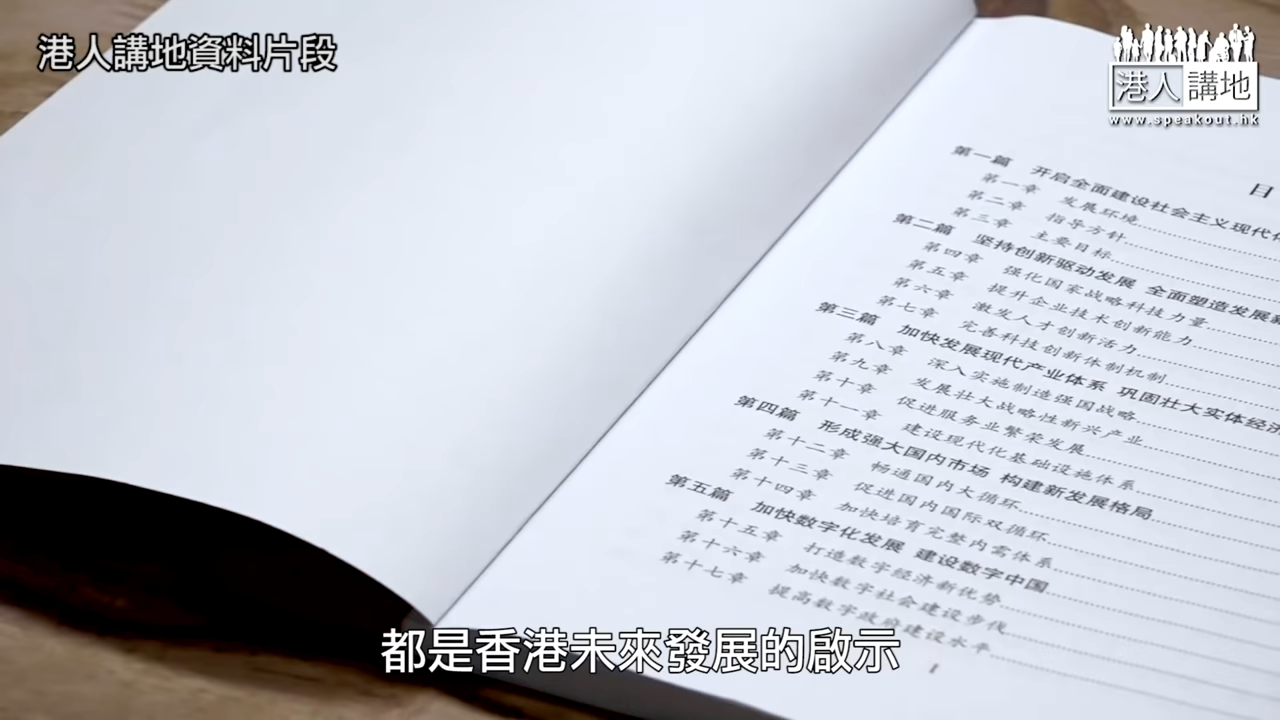 港人講地資料片段
港人講地
www.speakout.hk
目
第一篇 开启全面建设社会主义现代化
第一章 发展环境
第二章 指导方针
第三章 主要目标
第二篇 坚持创新驱动发展 全面塑造发展新
第四章 强化国家战略科技力量
第五章 提升企业技术创新能力
第六章 激发人才创新活力
第七章 完善科技创新体制机制
第三篇 加快发展现代产业体系 巩固壮大实体经济
第八章 深入实施制造强国战略
第九章 发展壮大战略性新兴产业
第十章 促进服务业繁荣发展
第十一章 建设现代化基础设施体系
第四篇 形成强大国内市场 构建新发展格局
第十二章 畅通国内大循环
第十三章 促进国内国际双循环
第十四章 加快培育完整内需体系
第五篇 加快数字化发展 建设数字中国
第十五章 打造数字经济新优势
第十六章 加快数字社会建设步伐
第十七章 提高数字政府建设水平
I
都是香港未來發展的啟示